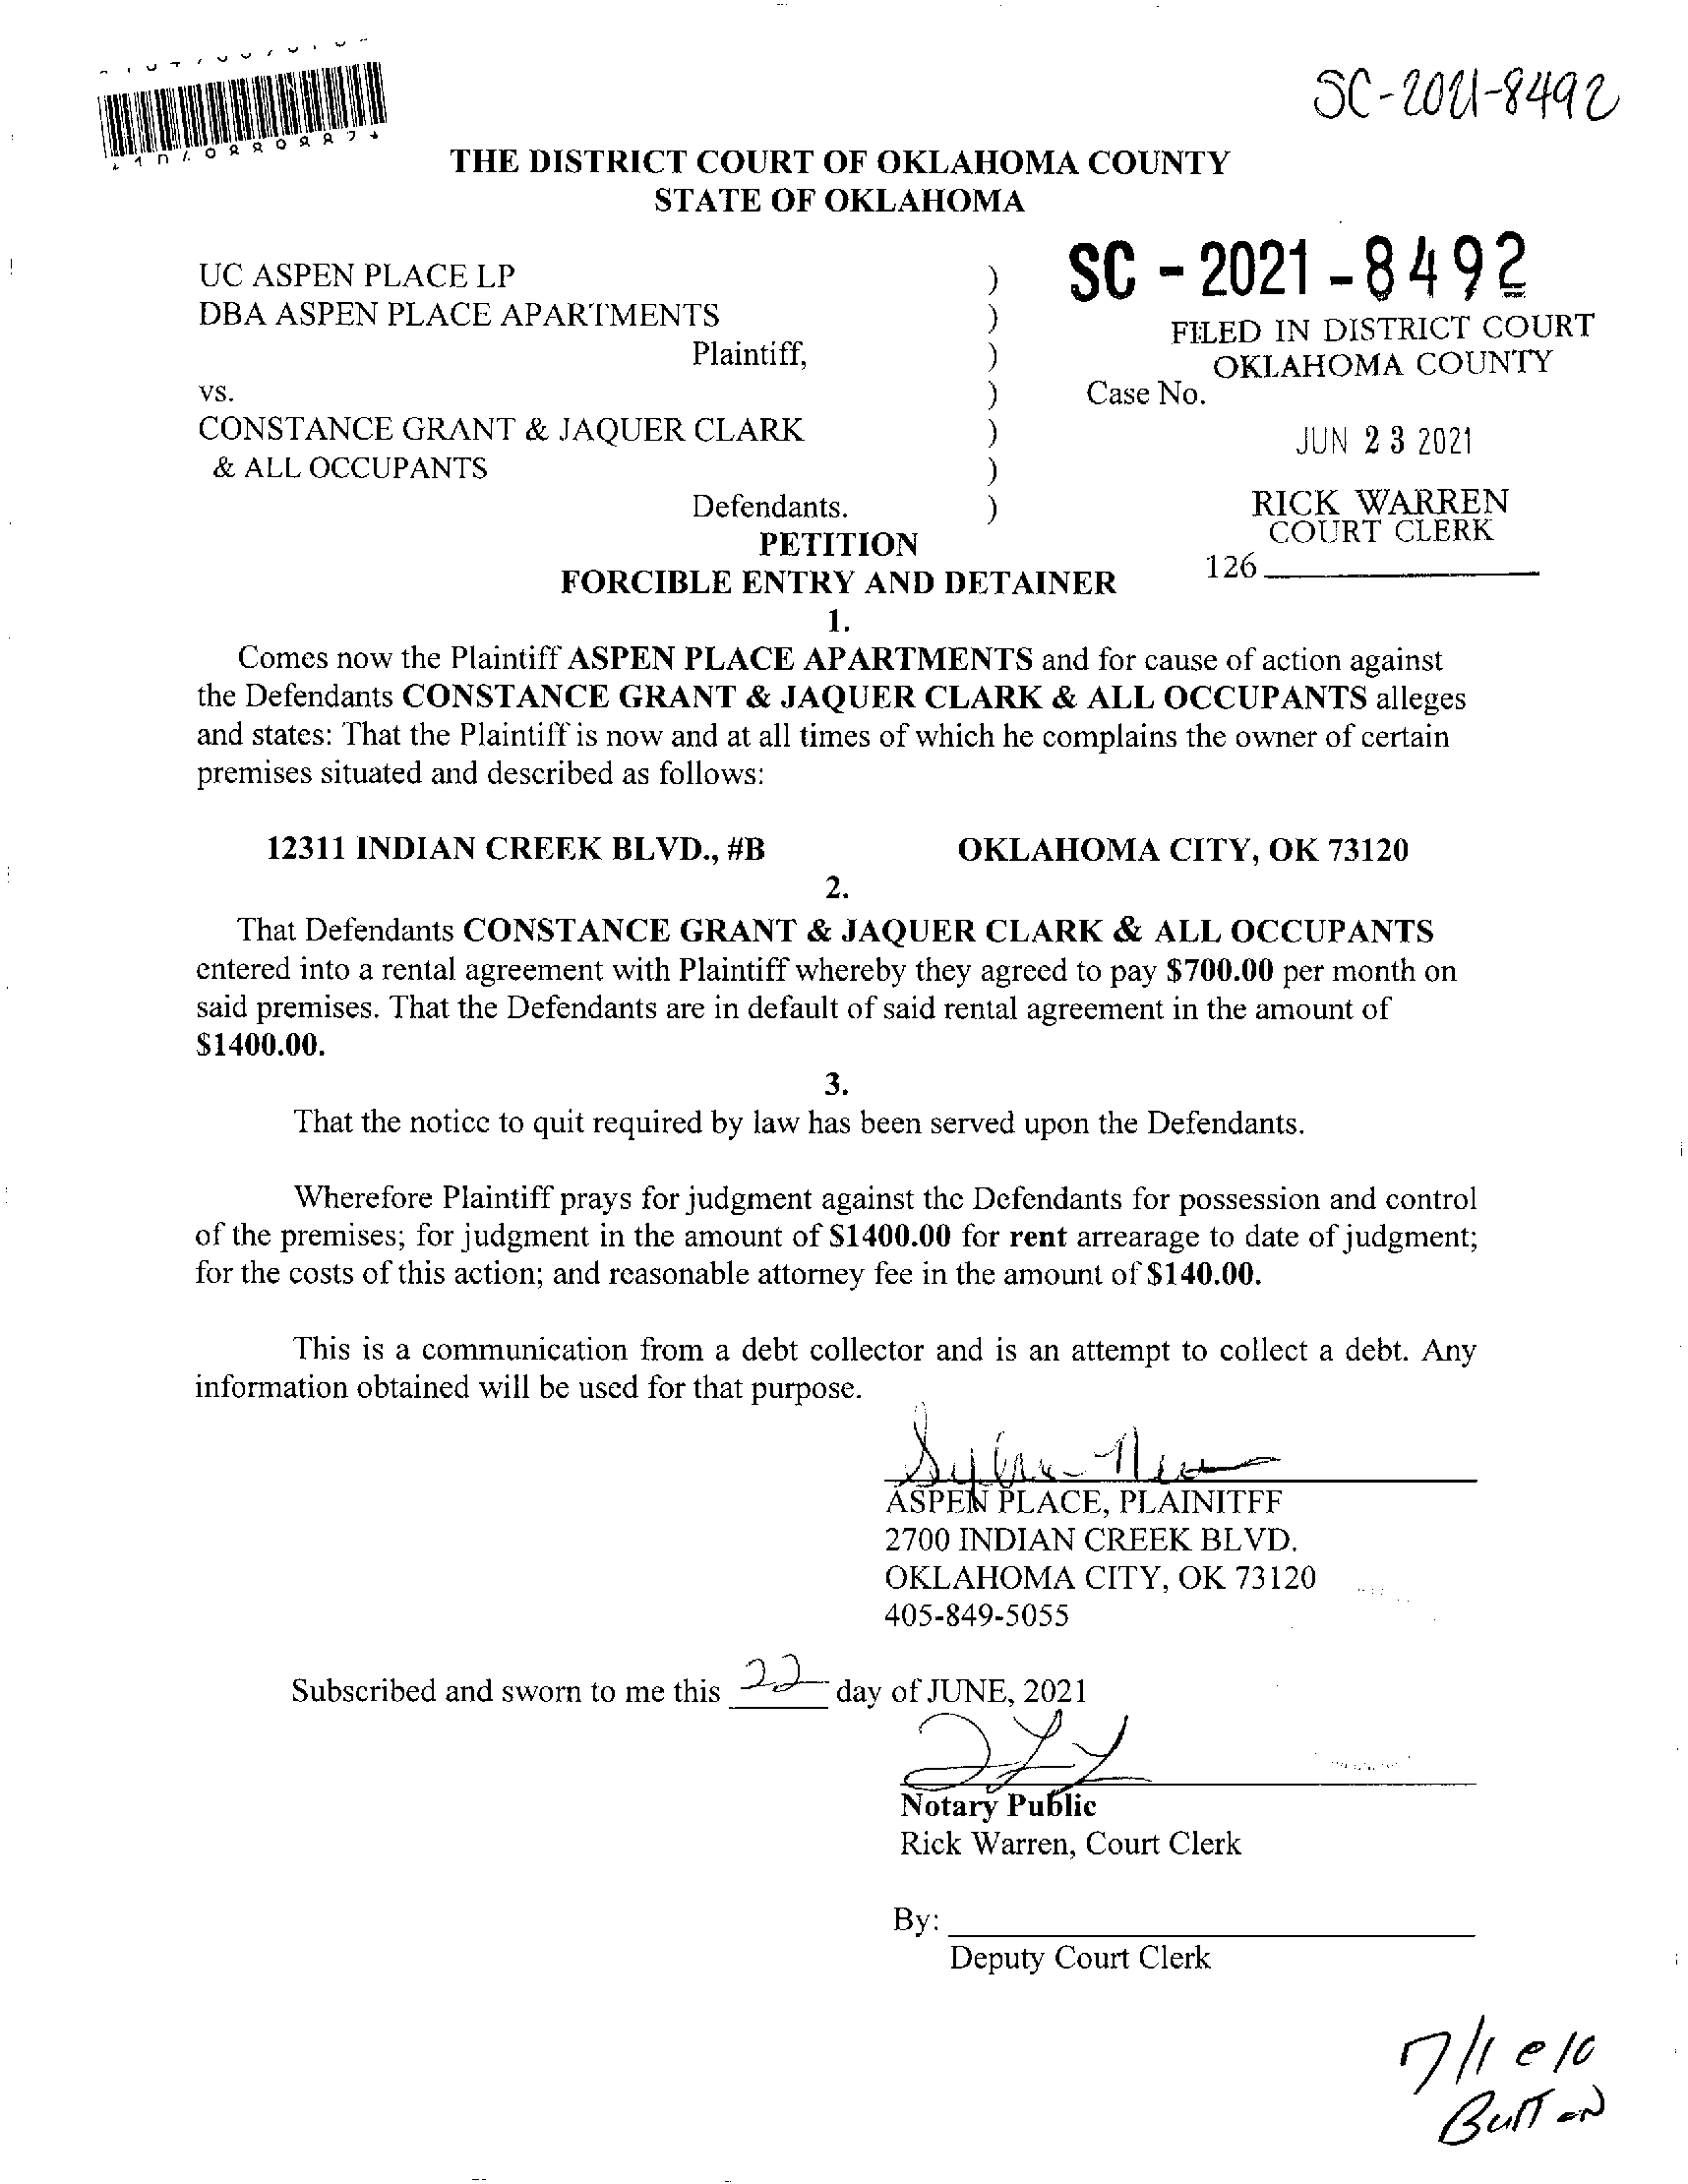 SC-2021-8492
THE DISTRICT COURT OF OKLAHOMA COUNTY
STATE OF OKLAHOMA
UC ASPEN PLACE LP )
DBA ASPEN PLACE APARTMENTS )
Plaintiff, )
vs. )
CONSTANCE GRANT & JAQUER CLARK )
& ALL OCCUPANTS )
Defendants. )
SC - 2021 - 8492
FILED IN DISTRICT COURT
OKLAHOMA COUNTY
Case No.
JUN 23 2021
RICK WARREN
COURT CLERK
126
PETITION
FORCIBLE ENTRY AND DETAINER
1.
Comes now the Plaintiff ASPEN PLACE APARTMENTS and for cause of action against
the Defendants CONSTANCE GRANT & JAQUER CLARK & ALL OCCUPANTS alleges
and states: That the Plaintiff is now and at all times of which he complains the owner of certain
premises situated and described as follows:
12311 INDIAN CREEK BLVD., #B OKLAHOMA CITY, OK 73120
2.
That Defendants CONSTANCE GRANT & JAQUER CLARK & ALL OCCUPANTS
entered into a rental agreement with Plaintiff whereby they agreed to pay $700.00 per month on
said premises. That the Defendants are in default of said rental agreement in the amount of
$1400.00.
3.
That the notice to quit required by law has been served upon the Defendants.
Wherefore Plaintiff prays for judgment against the Defendants for possession and control
of the premises; for judgment in the amount of $1400.00 for rent arrearage to date of judgment;
for the costs of this action; and reasonable attorney fee in the amount of $140.00.
This is a communication from a debt collector and is an attempt to collect a debt. Any
information obtained will be used for that purpose.
ASPEN PLACE, PLAINITFF
2700 INDIAN CREEK BLVD.
OKLAHOMA CITY, OK 73120
405-849-5055
Subscribed and sworn to me this 22 day of JUNE, 2021
Notary Public
Rick Warren, Court Clerk
By:
Deputy Court Clerk
7/1 @ 10